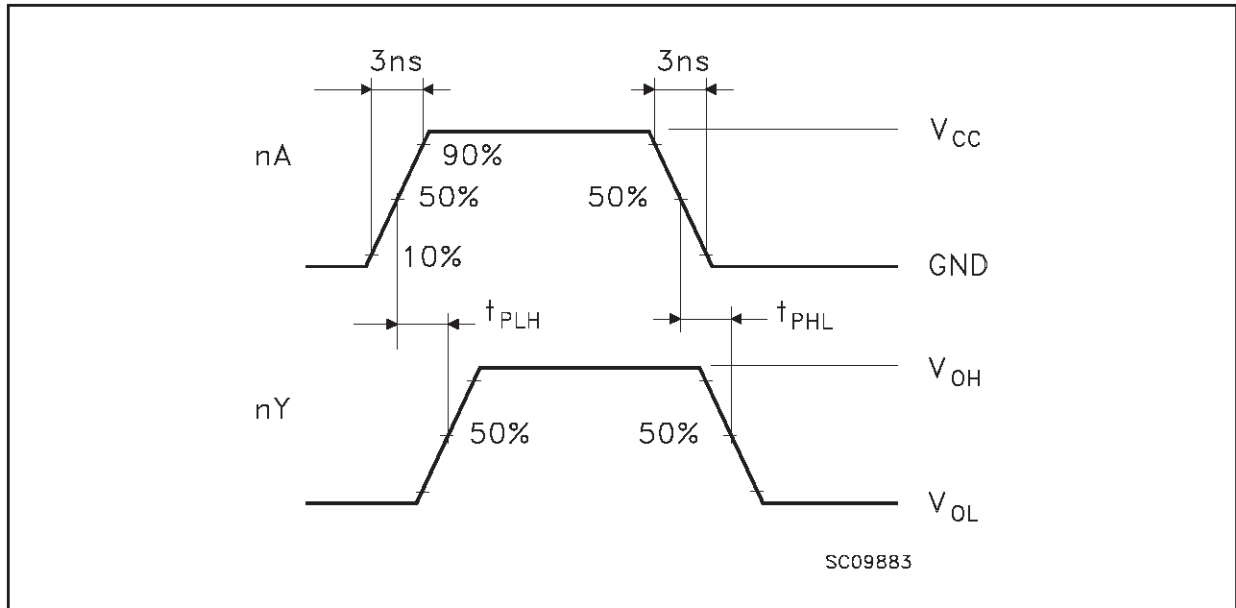 3ns 3ns
nA 90% V_CC
50% 50%
10% GND
t_PLH t_PHL
nY V_OH
50% 50%
V_OL
SC09883